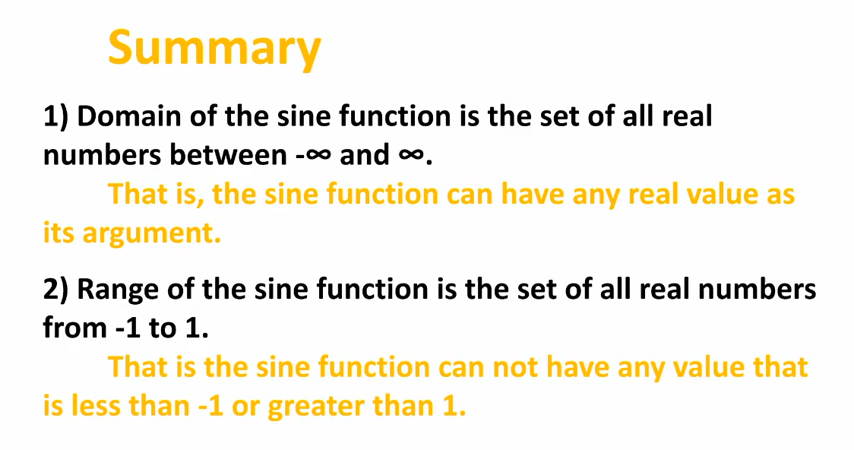 Summary
1) Domain of the sine function is the set of all real
numbers between -∞ and ∞.
That is, the sine function can have any real value as
its argument.
2) Range of the sine function is the set of all real numbers
from -1 to 1.
That is the sine function can not have any value that
is less than -1 or greater than 1.